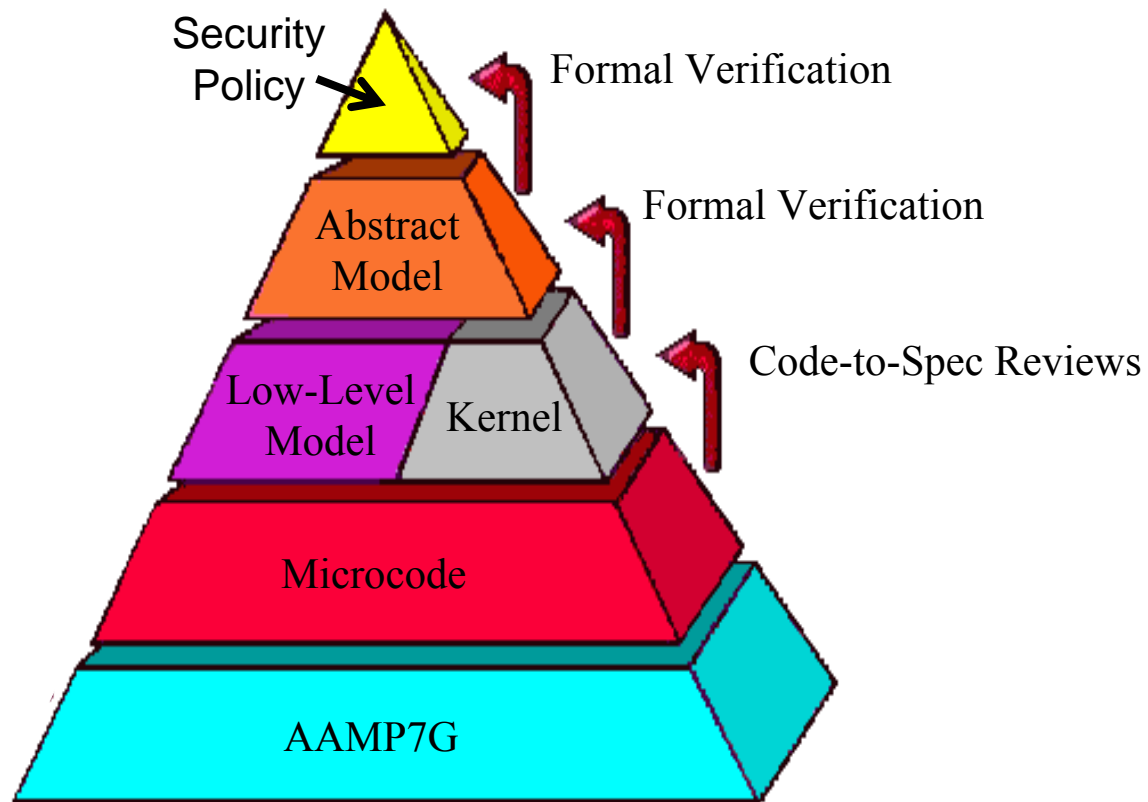 Security
Policy
Formal Verification
Formal Verification
Abstract
Model
Code-to-Spec Reviews
Low-Level
Model
Kernel
Microcode
AAMP7G